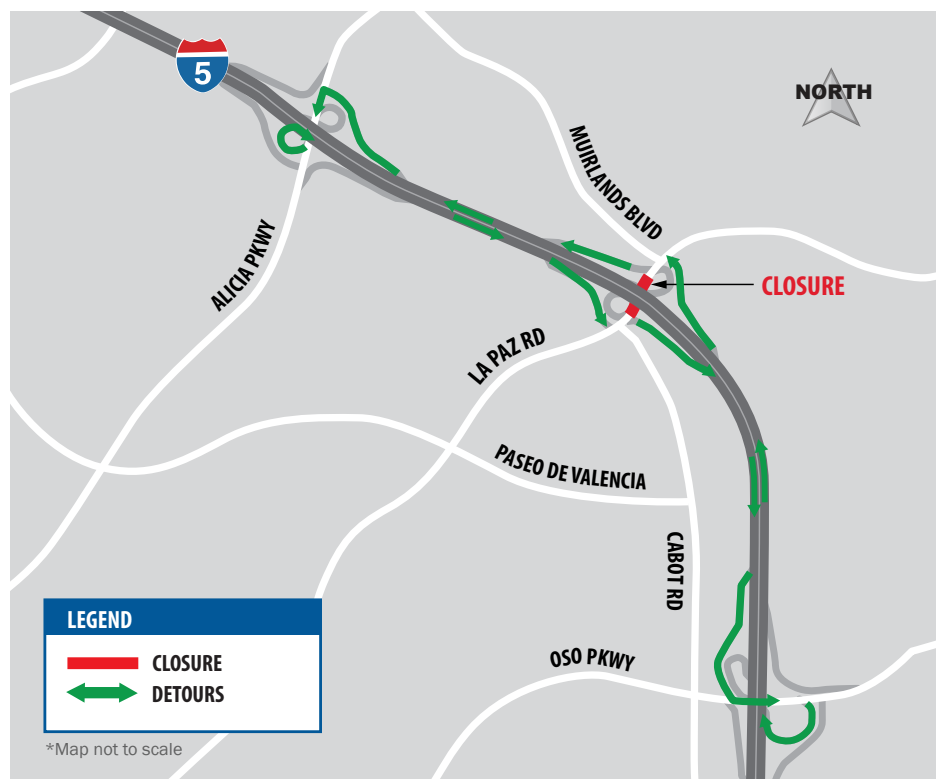 5
NORTH
MUIRLANDS BLVD
ALICIA PKWY
CLOSURE
LA PAZ RD
PASEO DE VALENCIA
CABOT RD
OSO PKWY
LEGEND
CLOSURE
DETOURS
*Map not to scale